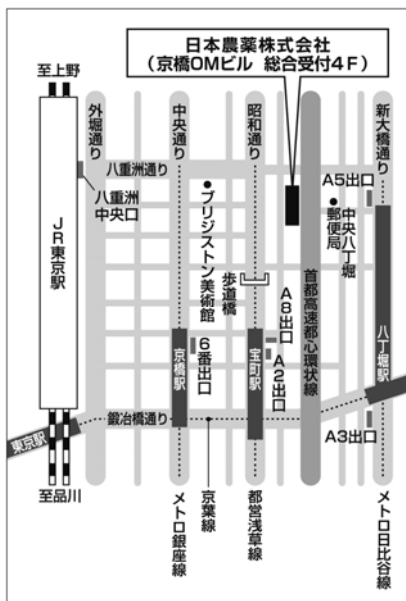 日本農薬株式会社
(京橋OMビル 総合受付4F)
至上野
外堀通り
中央通り
昭和通り
新大橋通り
八重洲通り
八重洲
中央口
JR東京駅
ブリジストン美術館
歩道橋
A5出口
中央八丁堀
郵便局
首都高速都心環状線
A8出口
A2出口
6番出口
京橋駅
宝町駅
八丁堀駅
鍛冶橋通り
A3出口
東京駅
至品川
京葉線
メトロ銀座線
都営浅草線
メトロ日比谷線